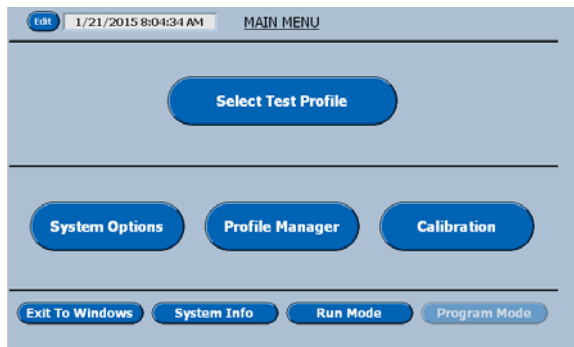 Edit 1/21/2015 8:04:34 AM MAIN MENU
Select Test Profile
System Options Profile Manager Calibration
Exit To Windows System Info Run Mode Program Mode